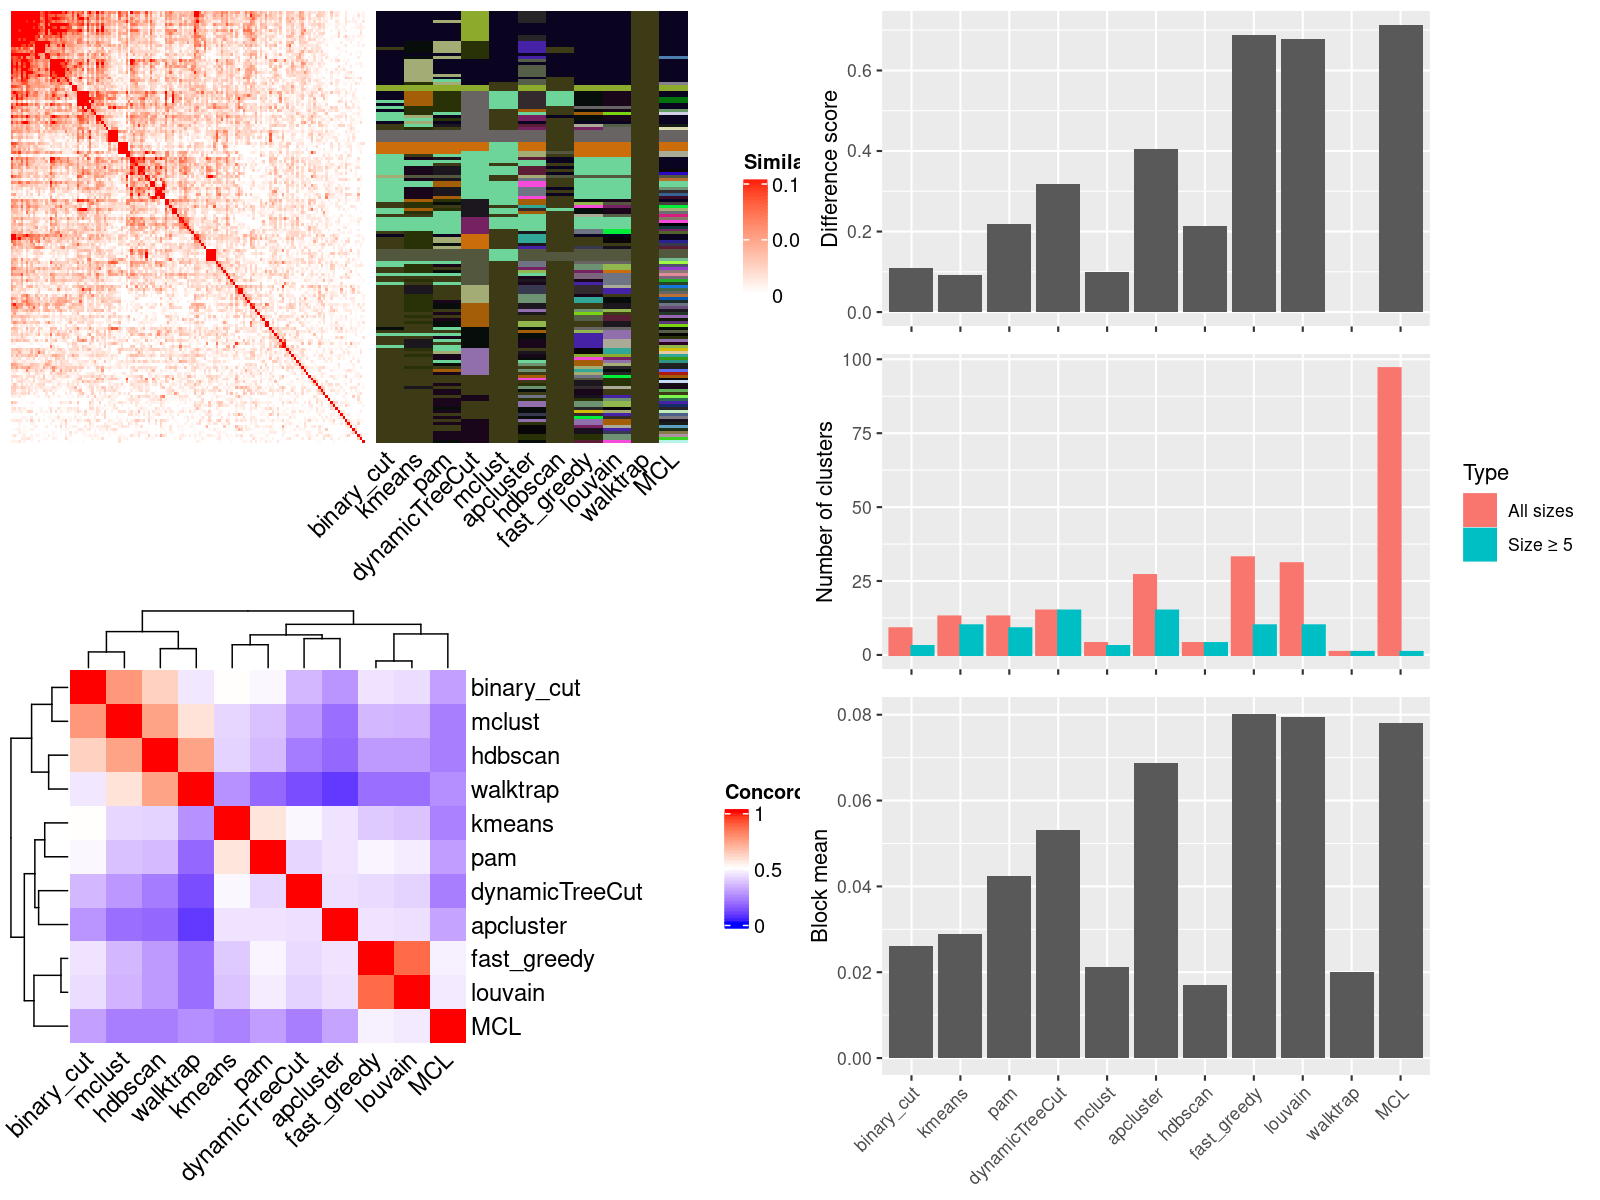 Simila
0.1
0.0
0
binary_cut
kmeans
pam
dynamicTreeCut
mclust
apcluster
hdbscan
fast_greedy
louvain
walktrap
MCL
binary_cut
mclust
hdbscan
walktrap
kmeans
pam
dynamicTreeCut
apcluster
fast_greedy
louvain
MCL
binary_cut
mclust
hdbscan
walktrap
kmeans
pam
dynamicTreeCut
apcluster
fast_greedy
louvain
MCL
Concord
1
0.5
0
Difference score
0.6
0.4
0.2
0.0
Number of clusters
100
75
50
25
0
Type
All sizes
Size ≥ 5
Block mean
0.08
0.06
0.04
0.02
0.00
binary_cut
kmeans
pam
dynamicTreeCut
mclust
apcluster
hdbscan
fast_greedy
louvain
walktrap
MCL